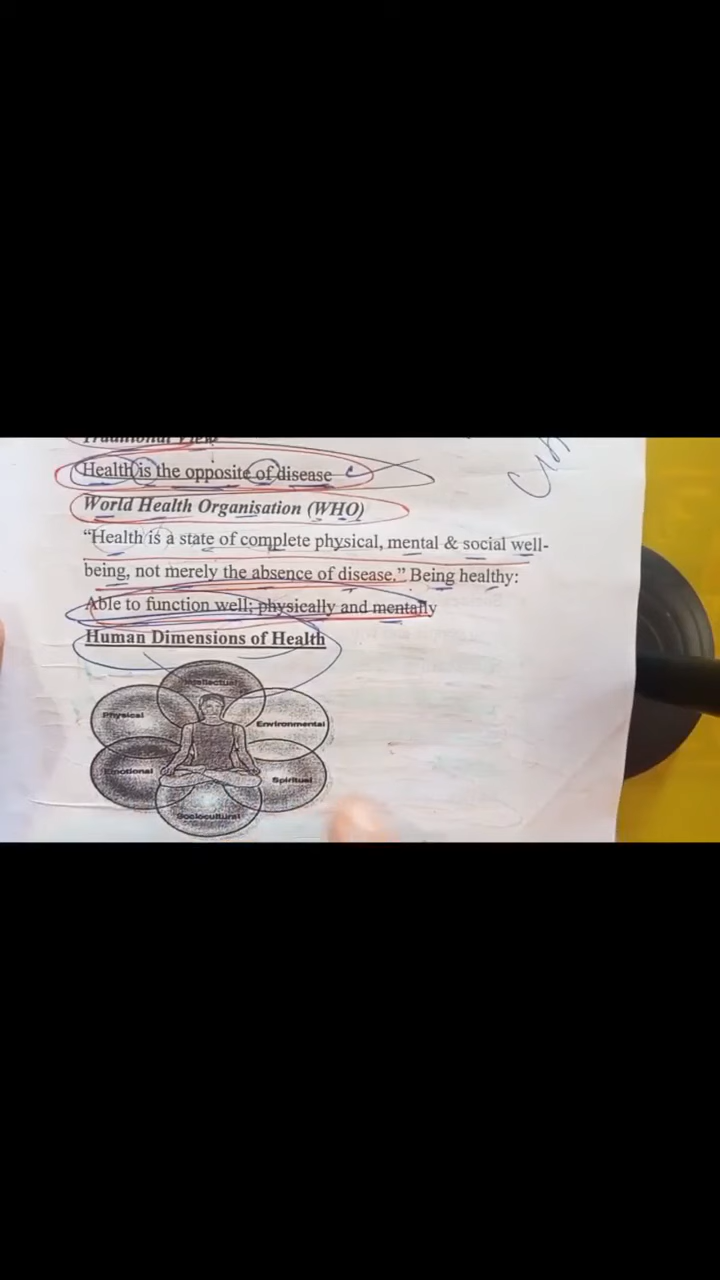 Traditional View
Health is the opposite of disease
World Health Organisation (WHO)
“Health is a state of complete physical, mental & social well-
being, not merely the absence of disease.” Being healthy:
Able to function well; physically and mentally
Human Dimensions of Health
Intellectual
Physical
Environmental
Emotional
Spiritual
Sociocultural